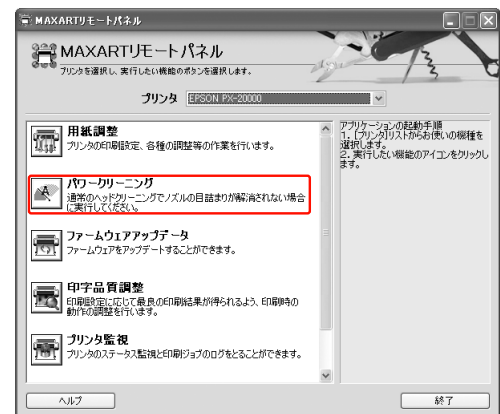 MAXARTリモートパネル
MAXARTリモートパネル
プリンタを選択し、実行したい機能のボタンを選択します。
プリンタ EPSON PX-20000
用紙調整
プリンタの印刷設定、各種の調整等の作業を行います。
パワークリーニング
通常のヘッドクリーニングでノズルの目詰まりが解消されない場合
に実行してください。
ファームウェアアップデータ
ファームウェアをアップデートすることができます。
印字品質調整
印刷設定に応じて最良の印刷結果が得られるよう、印刷時の
動作の調整を行います。
プリンタ監視
プリンタのステータス監視と印刷ジョブのログをとることができます。
アプリケーションの起動手順
1. [プリンタ]リストからお使いの機種を
選択します。
2. 実行したい機能のアイコンをクリックし
ます。
ヘルプ
終了